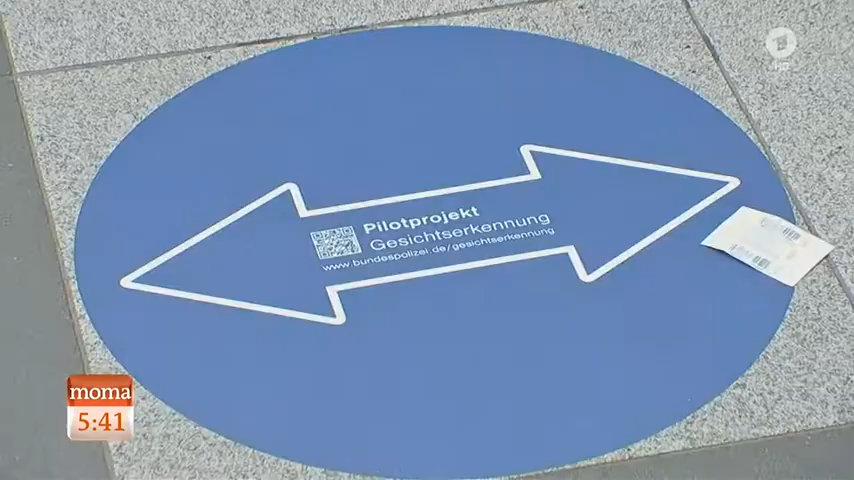 Pilotprojekt
Gesichtserkennung
www.bundespolizei.de/gesichtserkennung
moma
5:41